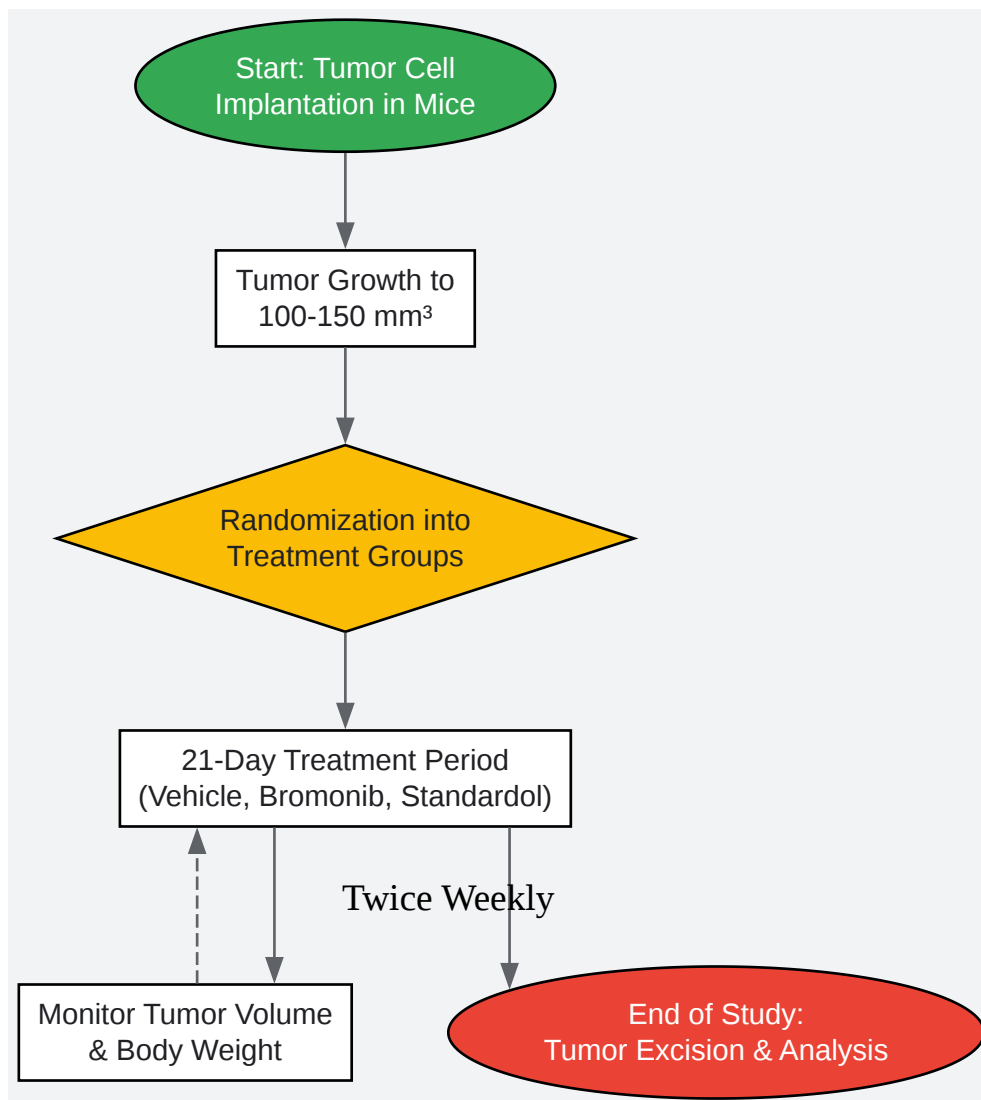 Start: Tumor Cell
Implantation in Mice
Tumor Growth to
100-150 mm³
Randomization into
Treatment Groups
21-Day Treatment Period
(Vehicle, Bromonib, Standardol)
Twice Weekly
Monitor Tumor Volume
& Body Weight
End of Study:
Tumor Excision & Analysis